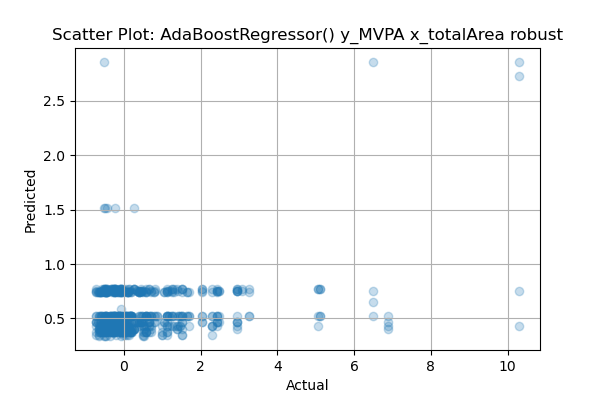 Scatter Plot: AdaBoostRegressor() y_MVPA x_totalArea robust
2.5
2.0
1.5
1.0
0.5
Predicted
0 2 4 6 8 10
Actual